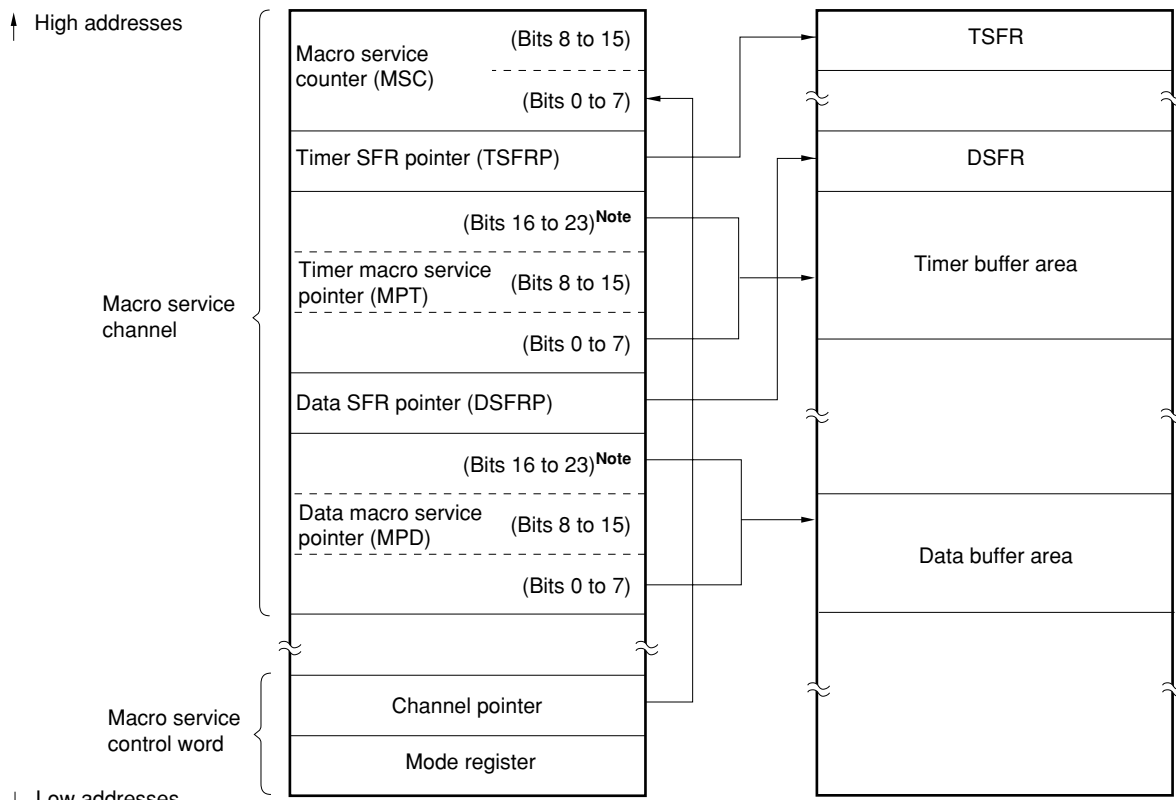 High addresses
Macro service
counter (MSC)
(Bits 8 to 15)
(Bits 0 to 7)
Timer SFR pointer (TSFRP)
(Bits 16 to 23)Note
Timer macro service
pointer (MPT)
(Bits 8 to 15)
(Bits 0 to 7)
Data SFR pointer (DSFRP)
(Bits 16 to 23)Note
Data macro service
pointer (MPD)
(Bits 8 to 15)
(Bits 0 to 7)
Macro service
channel
Channel pointer
Mode register
Macro service
control word
Low addresses
TSFR
DSFR
Timer buffer area
Data buffer area